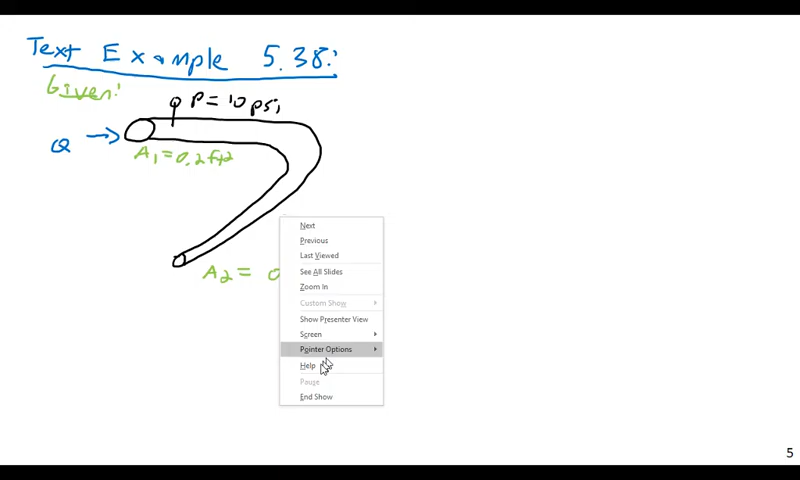 Text Example 5.38:
Given:
P = 10 psi
Q →
A1 = 0.2 ft2
A2 = 0
Next
Previous
Last Viewed
See All Slides
Zoom In
Custom Show
Show Presenter View
Screen
Pointer Options
Help
Pause
End Show
5